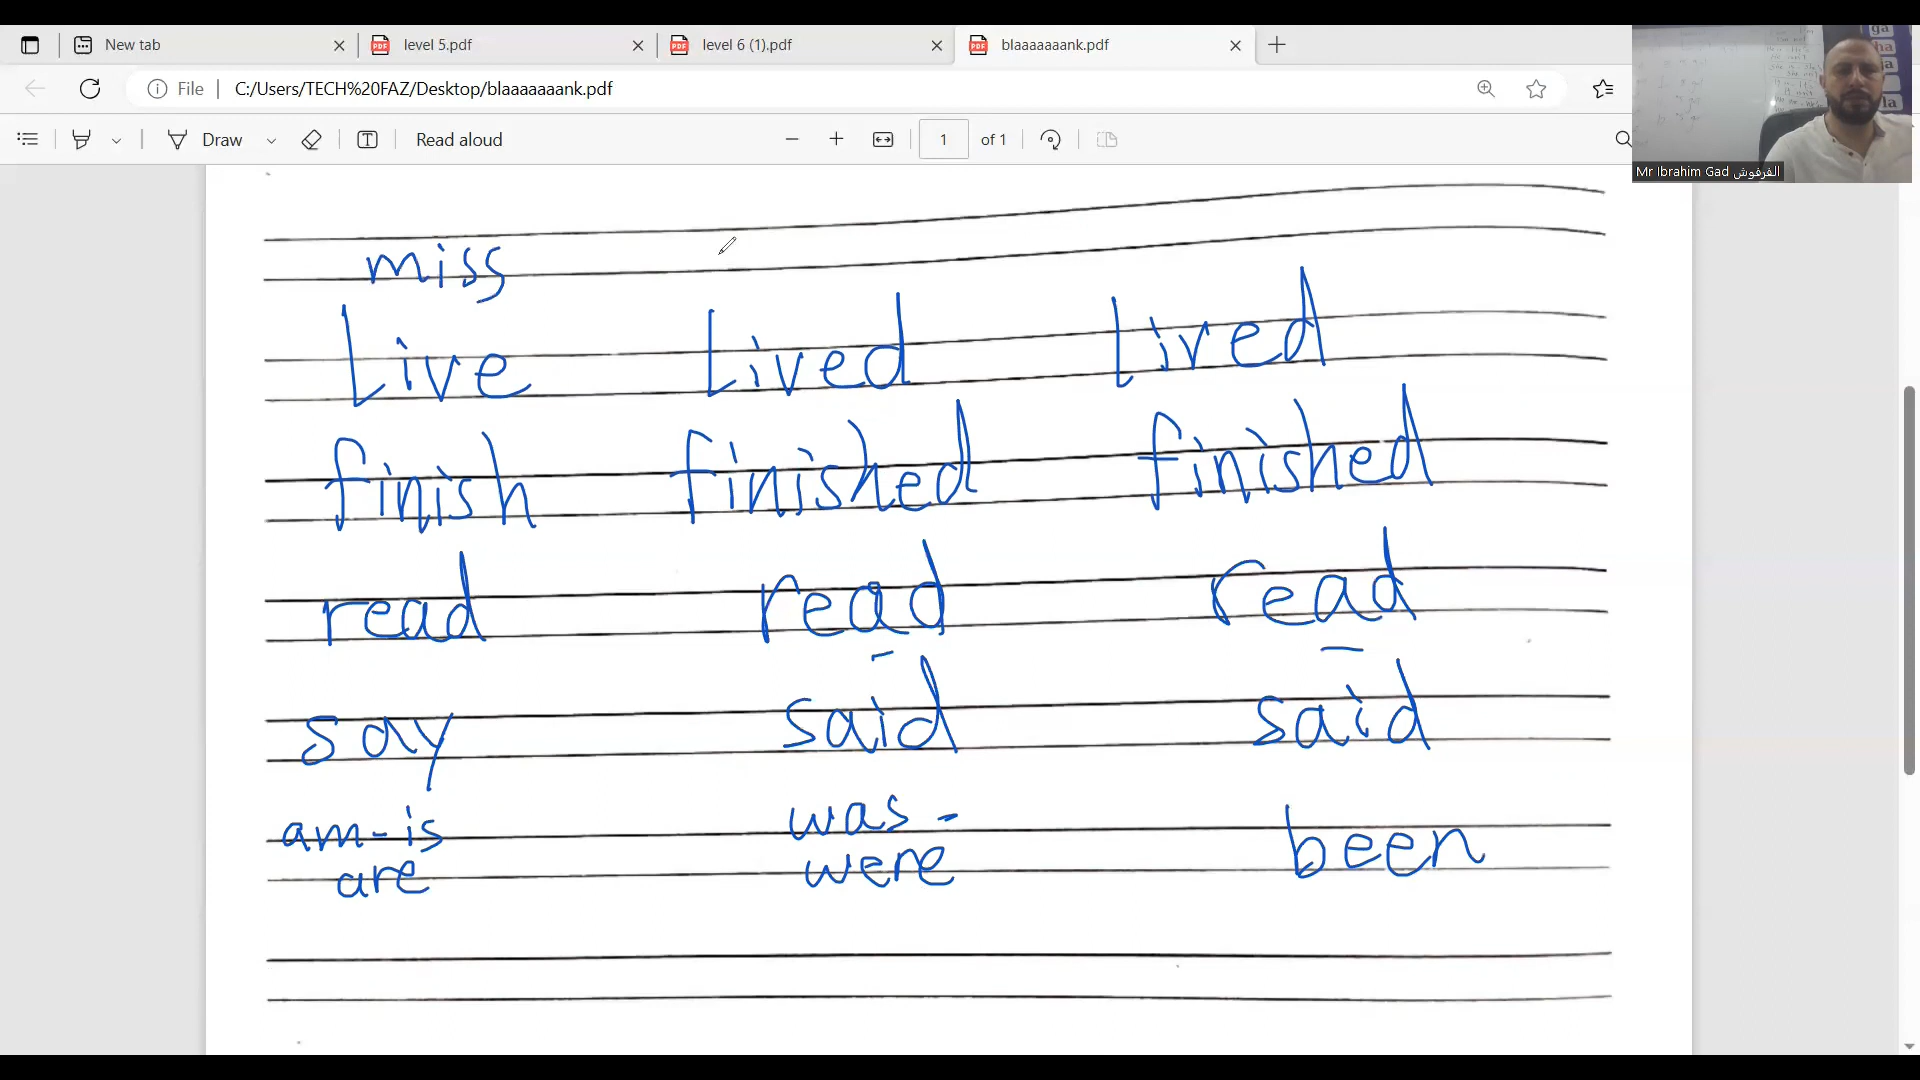 New tab
level 5.pdf
level 6 (1).pdf
blaaaaaaank.pdf
File C:/Users/TECH%20FAZ/Desktop/blaaaaaaank.pdf
Draw
Read aloud
1 of 1
Mr Ibrahim Gad الفرفوش
miss
Live Lived Lived
finish finished finished
read read read
say said said
am-is was - been
are were